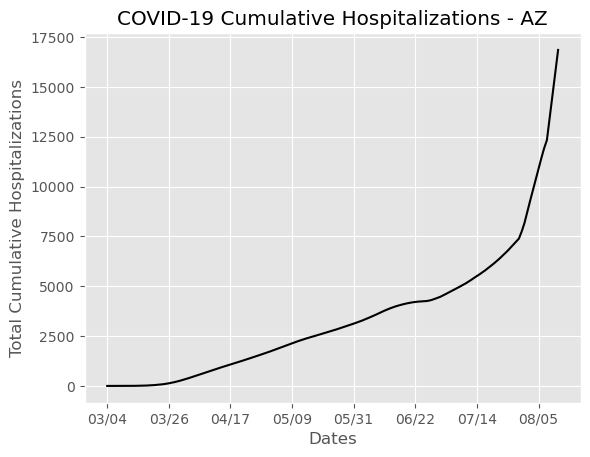 COVID-19 Cumulative Hospitalizations - AZ
17500
15000
12500
10000
7500
5000
2500
0
Total Cumulative Hospitalizations
03/04 03/26 04/17 05/09 05/31 06/22 07/14 08/05
Dates